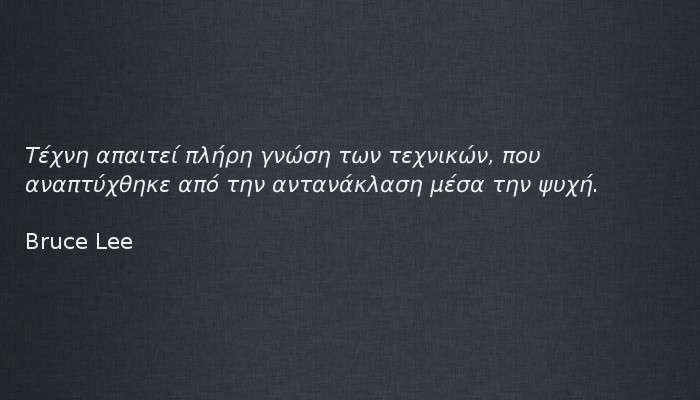 Τέχνη απαιτεί πλήρη γνώση των τεχνικών, που
αναπτύχθηκε από την αντανάκλαση μέσα την ψυχή.
Bruce Lee